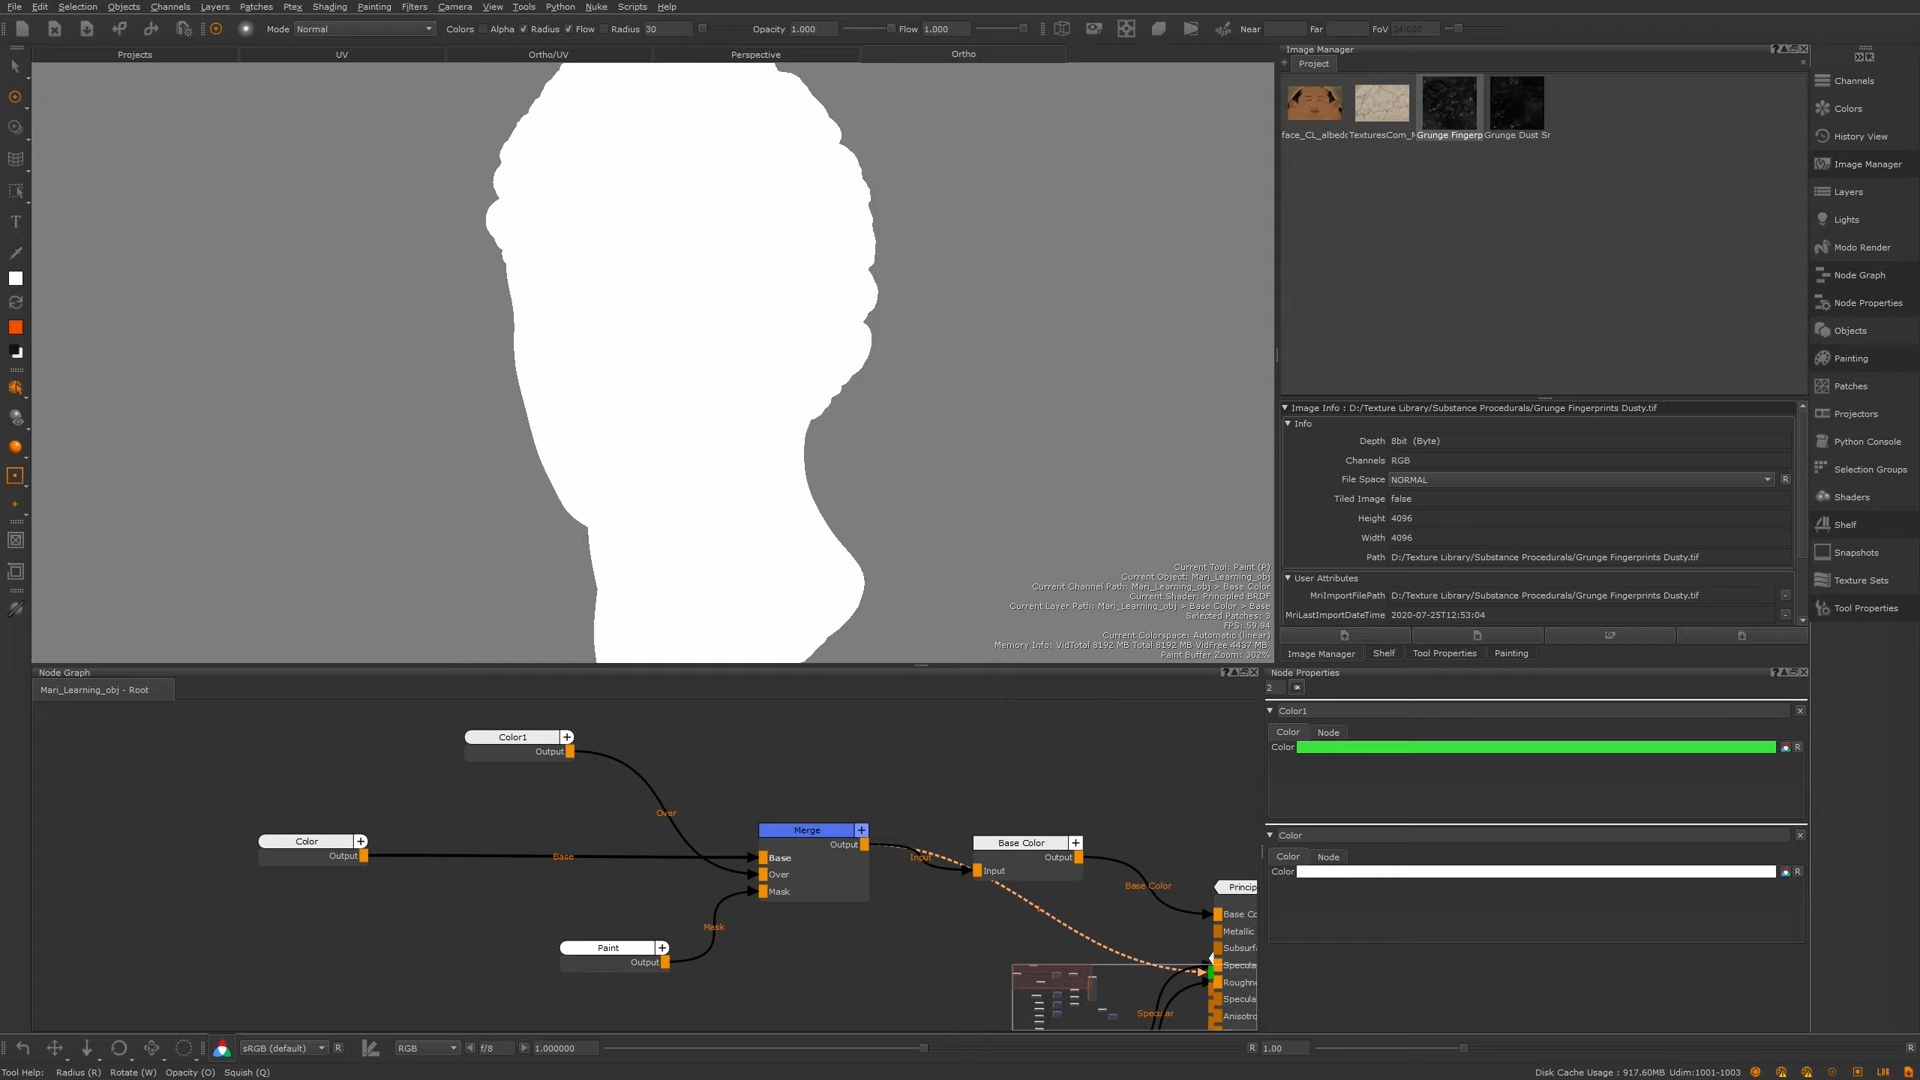 File Edit Selection Objects Channels Layers Patches Ptex Shading Painting Filters Camera View Tools Python Nuke Scripts Help
Mode Normal Colors Alpha Radius Flow Radius 30 Opacity 1.000 Flow 1.000 Near Far FoV 24.000
Projects UV Ortho/UV Perspective Ortho
Image Manager
Project
face_CL_albedo TexturesCom_ Grunge Fingerp Grunge Dust Sr
Current Tool: Paint (P)
Current Object: Mari_Learning_obj
Current Channel Path: Mari_Learning_obj > Base Color
Current Shader: Principled BRDF
Current Layer Path: Mari_Learning_obj > Base Color > Base
Selected Patches: 3
FPS: 59.94
Current Colorspace: Automatic (linear)
Memory Info: VidTotal 8192 MB Total 8192 MB VidFree 4437 MB
Paint Buffer Zoom: 302%
Image Info : D:/Texture Library/Substance Procedurals/Grunge Fingerprints Dusty.tif
Info
Depth 8bit (Byte)
Channels RGB
File Space NORMAL R
Tiled Image false
Height 4096
Width 4096
Path D:/Texture Library/Substance Procedurals/Grunge Fingerprints Dusty.tif
User Attributes
MriImportFilePath D:/Texture Library/Substance Procedurals/Grunge Fingerprints Dusty.tif
MriLastImportDateTime 2020-07-25T12:53:04
Image Manager Shelf Tool Properties Painting
Channels
Colors
History View
Image Manager
Layers
Lights
Modo Render
Node Graph
Node Properties
Objects
Painting
Patches
Projectors
Python Console
Selection Groups
Shaders
Shelf
Snapshots
Texture Sets
Tool Properties
Node Graph
Mari_Learning_obj - Root
Color1 +
Output
Over
Color +
Output
Base
Merge +
Output
Base
Over
Mask
Input
Base Color +
Output
Input
Base Color
Paint +
Output
Mask
Princip
Base Co
Metallic
Subsurf
Specula
Roughn
Specula
Anisotro
Specular
Node Properties
2
Color1
Color Node
Color R
Color
Color Node
Color R
sRGB (default) R RGB f/8 1.000000 R 1.00 R
Tool Help: Radius (R) Rotate (W) Opacity (O) Squish (Q)
Disk Cache Usage : 917.60MB Udim:1001-1003